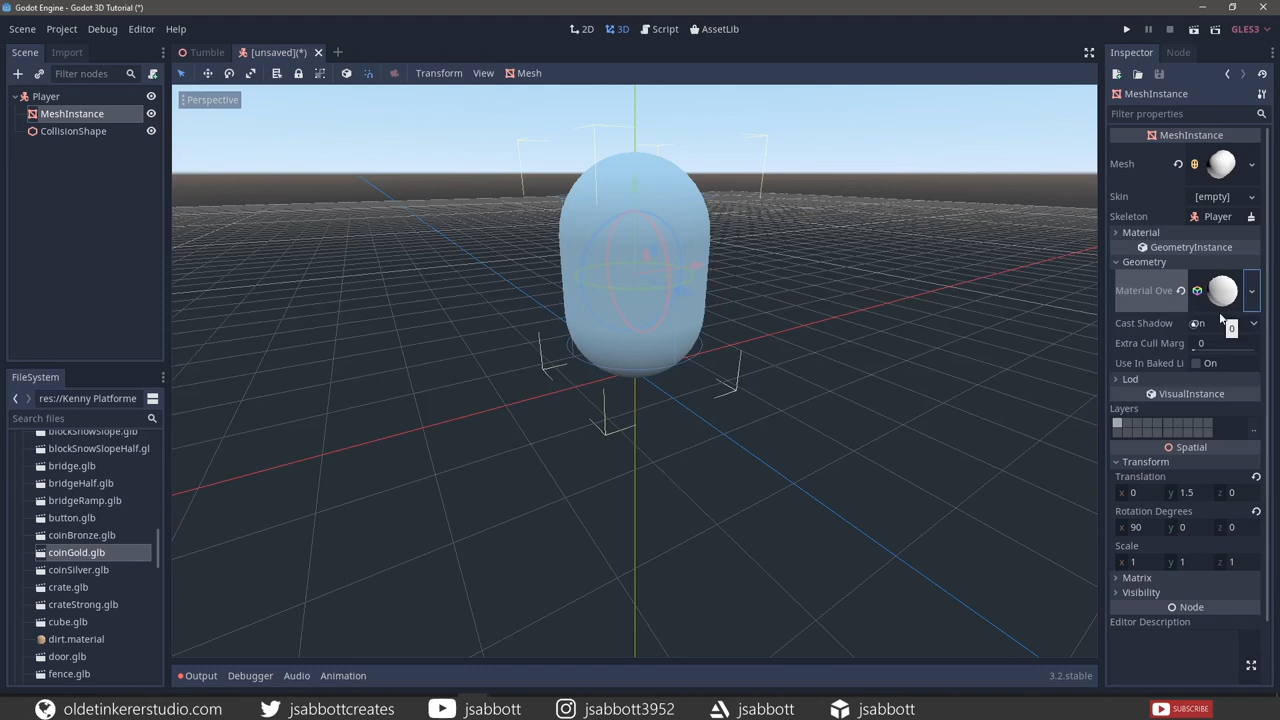 Godot Engine - Godot 3D Tutorial (*)
Scene Project Debug Editor Help
2D 3D Script AssetLib
GLES3
Scene Import
Tumble [unsaved](*)
Inspector Node
Filter nodes
Transform View Mesh
Player
MeshInstance
CollisionShape
Perspective
MeshInstance
Filter properties
MeshInstance
Mesh
Skin [empty]
Skeleton Player
Material
GeometryInstance
Geometry
Material Ove
Cast Shadow On
0
Extra Cull Marg 0
Use In Baked Li On
Lod
VisualInstance
Layers
..
Spatial
Transform
Translation
x 0 y 1.5 z 0
Rotation Degrees
x 90 y 0 z 0
Scale
x 1 y 1 z 1
Matrix
Visibility
Node
Editor Description
FileSystem
res://Kenny Platforme
Search files
blockSnowSlope.glb
blockSnowSlopeHalf.gl
bridge.glb
bridgeHalf.glb
bridgeRamp.glb
button.glb
coinBronze.glb
coinGold.glb
coinSilver.glb
crate.glb
crateStrong.glb
cube.glb
dirt.material
door.glb
fence.glb
Output Debugger Audio Animation
3.2.stable
oldetinkererstudio.com jsabbottcreates jsabbott jsabbott3952 jsabbott jsabbott SUBSCRIBE